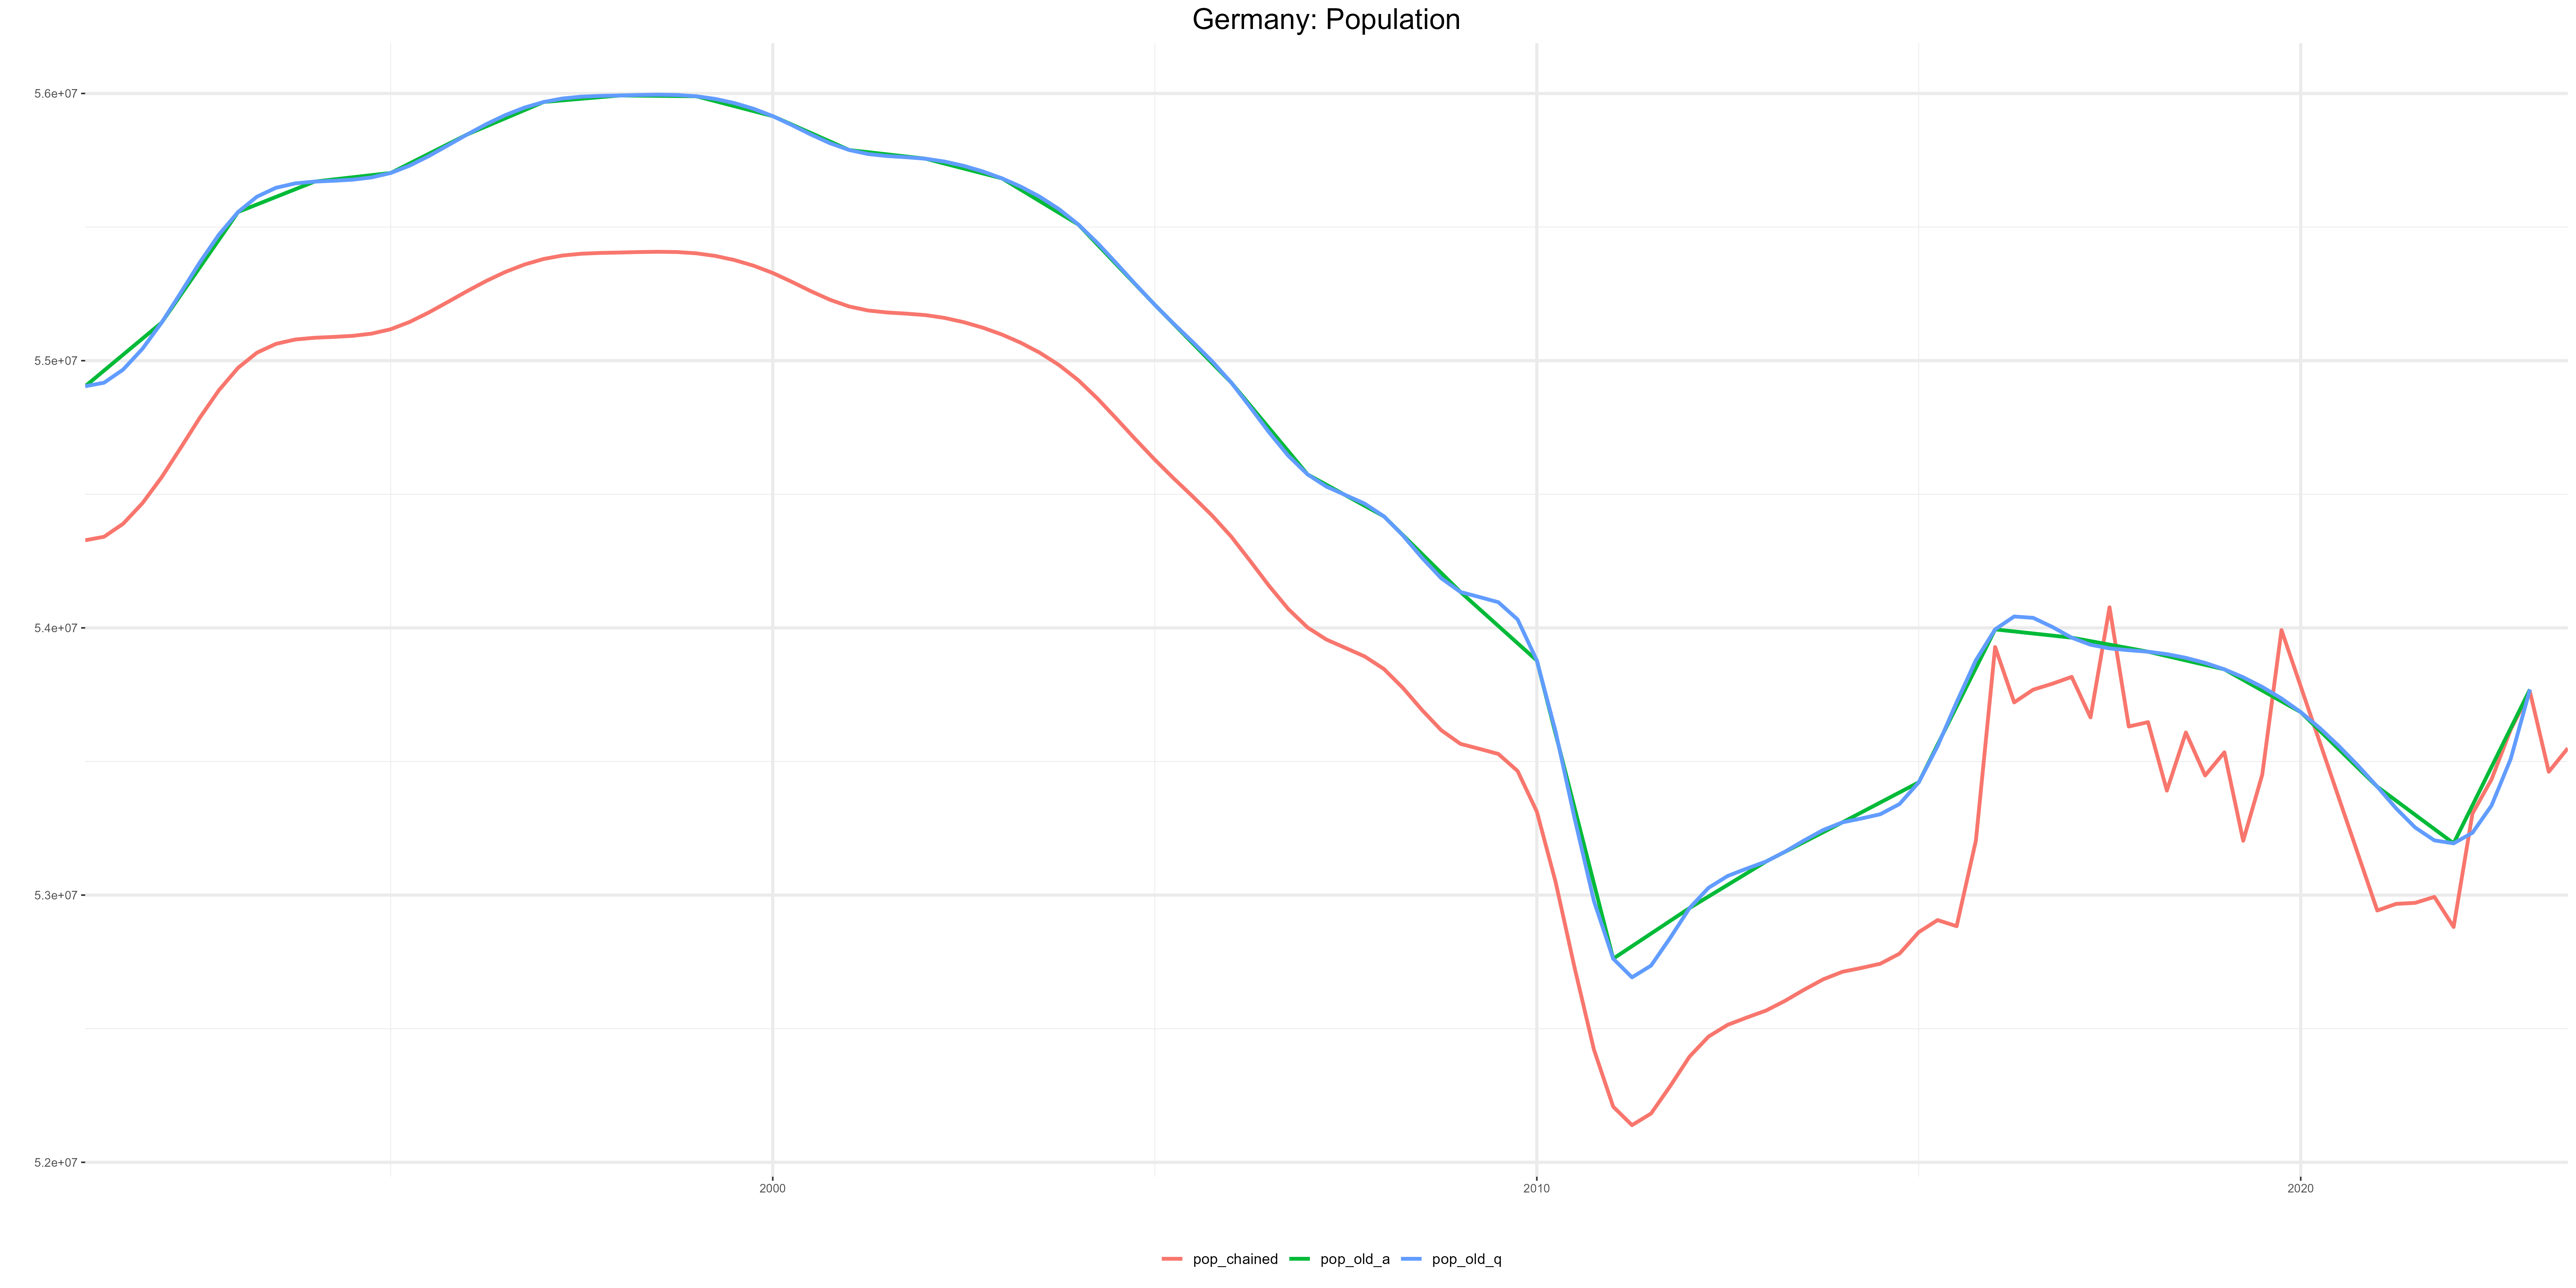 Germany: Population
5.6e+07
5.5e+07
5.4e+07
5.3e+07
5.2e+07
2000 2010 2020
pop_chained pop_old_a pop_old_q